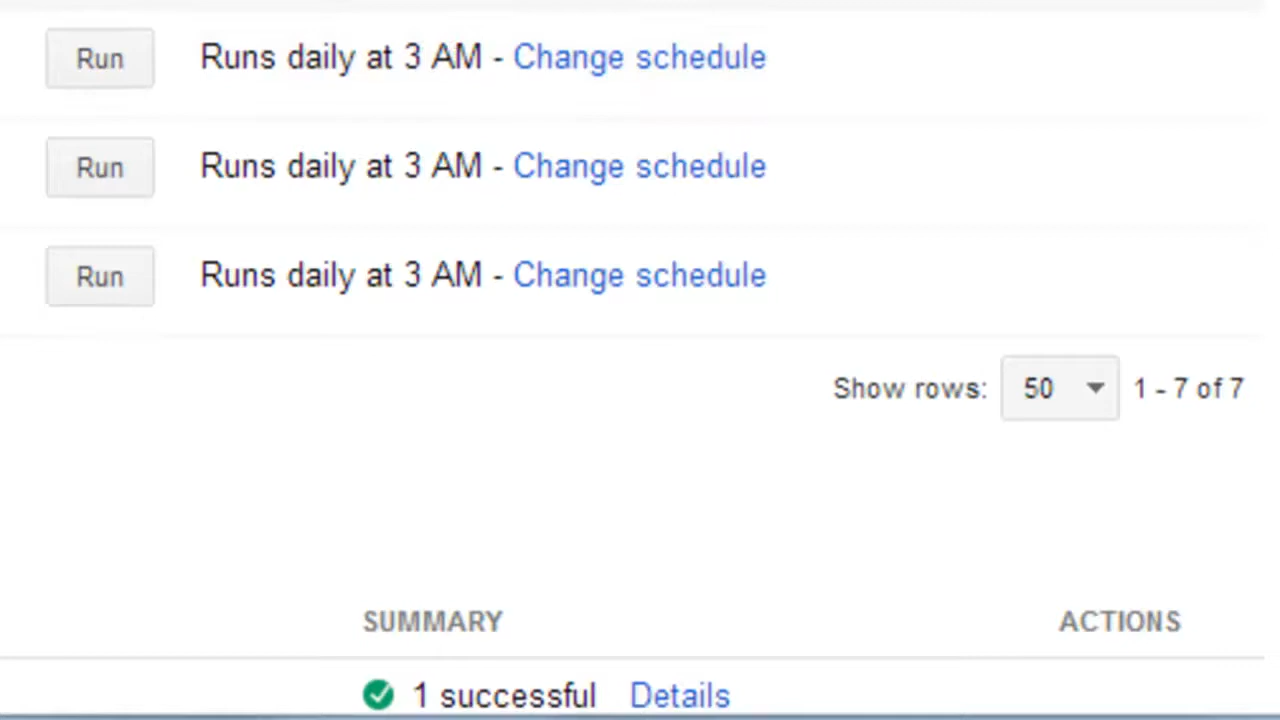 Run Runs daily at 3 AM - Change schedule
Run Runs daily at 3 AM - Change schedule
Run Runs daily at 3 AM - Change schedule
Show rows: 50 1 - 7 of 7
SUMMARY ACTIONS
1 successful Details